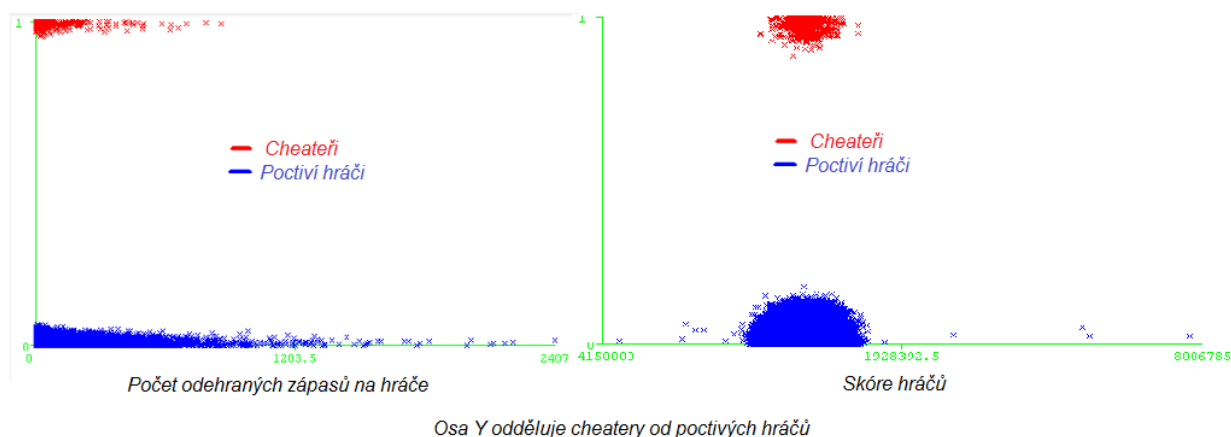 1
Cheateři
Poctiví hráči
0
0
1203.5
2407
Počet odehraných zápasů na hráče
1
Cheateři
Poctiví hráči
0
4150000
1928392.5
8006785
Skóre hráčů
Osa Y odděluje cheatery od poctivých hráčů